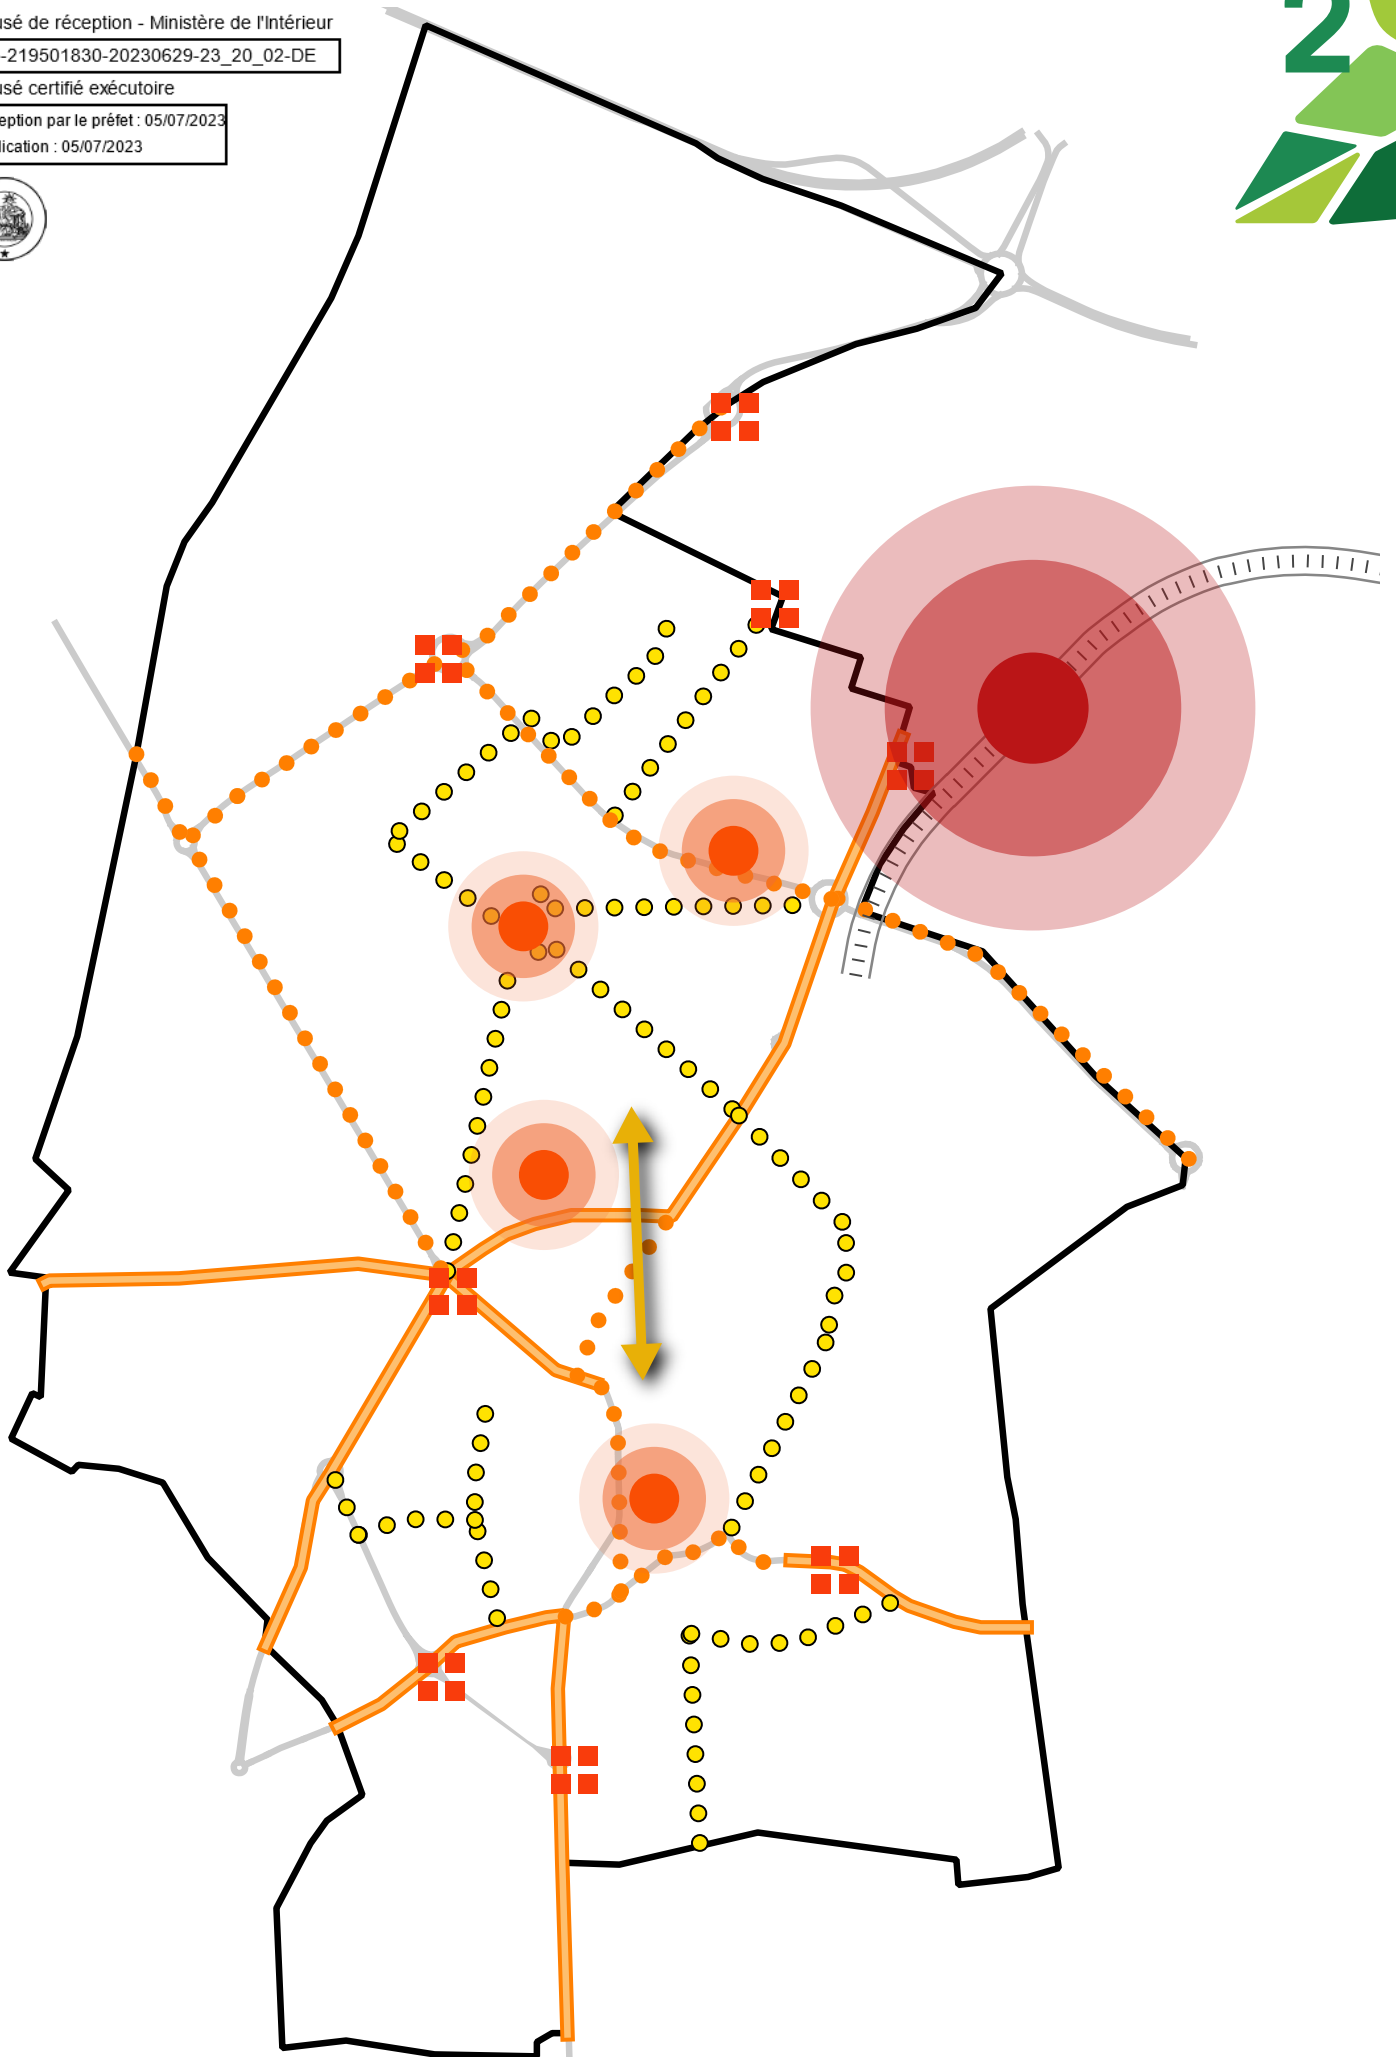 usé de réception - Ministère de l'Intérieur
-219501830-20230629-23_20_02-DE
usé certifié exécutoire
eption par le préfet : 05/07/2023
lication : 05/07/2023
2